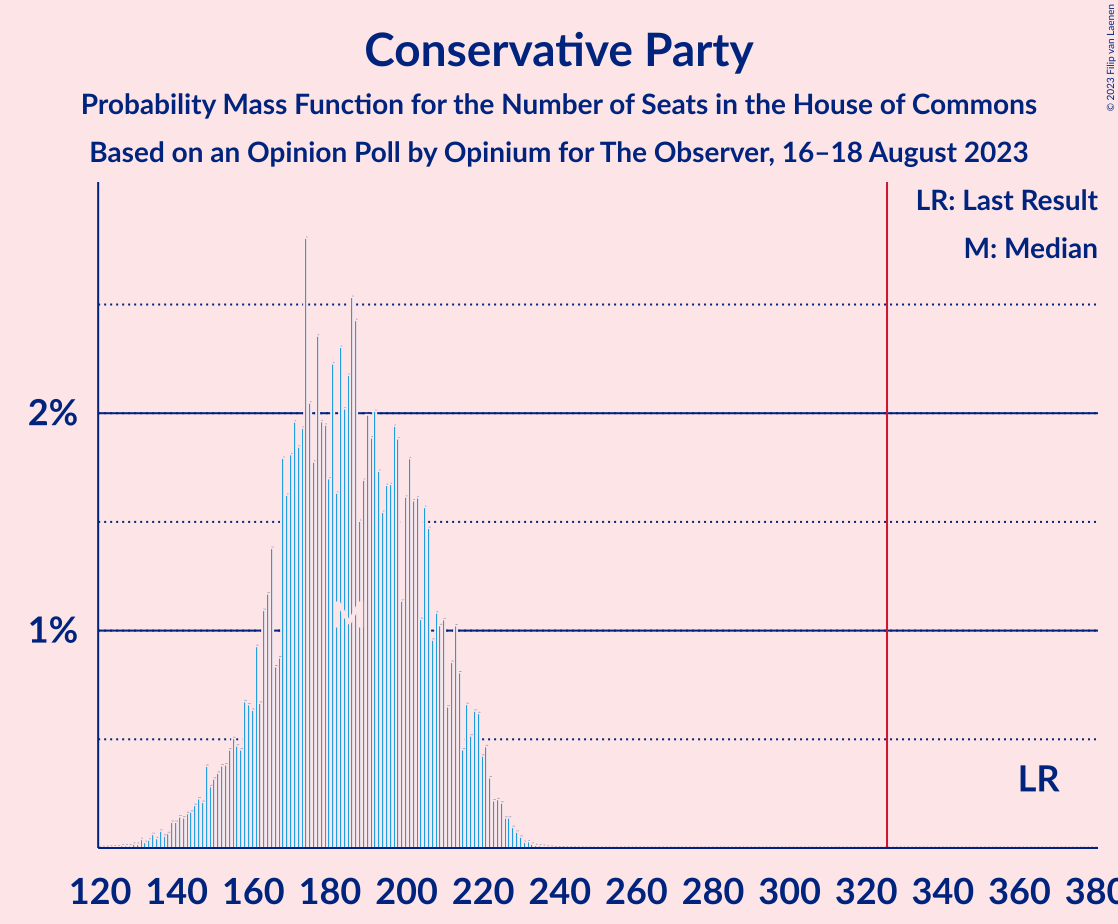 Conservative Party
Probability Mass Function for the Number of Seats in the House of Commons
Based on an Opinion Poll by Opinium for The Observer, 16–18 August 2023
© 2023 Filip van Laenen
LR: Last Result
M: Median
2%
1%
M
LR
120 140 160 180 200 220 240 260 280 300 320 340 360 380